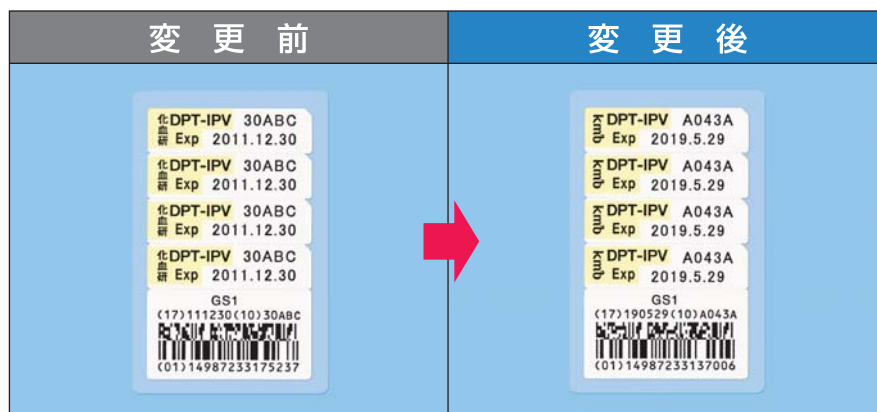 変更前
化血研 DPT-IPV 30ABC
Exp 2011.12.30
化血研 DPT-IPV 30ABC
Exp 2011.12.30
化血研 DPT-IPV 30ABC
Exp 2011.12.30
化血研 DPT-IPV 30ABC
Exp 2011.12.30
GS1
(17)111230(10)30ABC
(01)14987233175237
変更後
kmb DPT-IPV A043A
Exp 2019.5.29
kmb DPT-IPV A043A
Exp 2019.5.29
kmb DPT-IPV A043A
Exp 2019.5.29
kmb DPT-IPV A043A
Exp 2019.5.29
GS1
(17)190529(10)A043A
(01)14987233137006